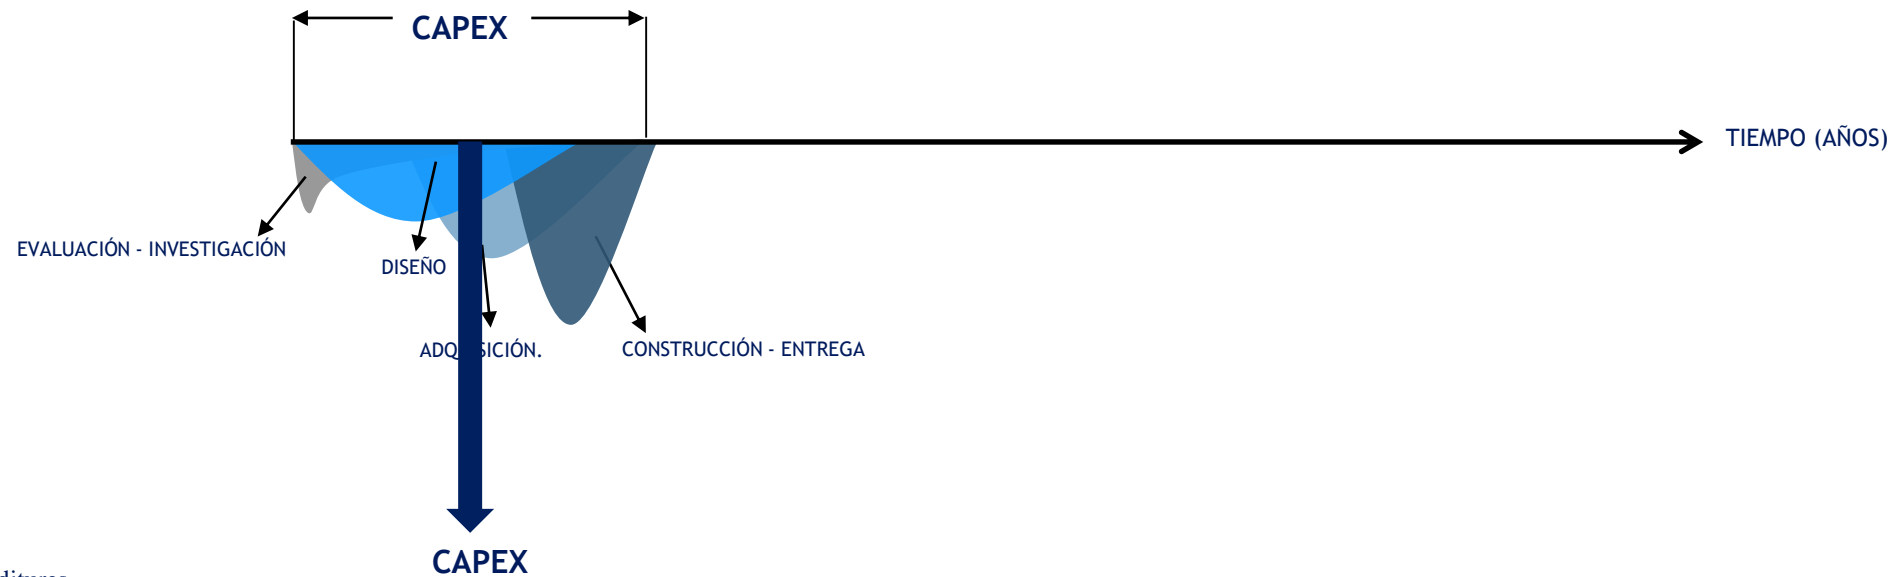 CAPEX
TIEMPO (AÑOS)
EVALUACIÓN - INVESTIGACIÓN
DISEÑO
CONSTRUCCIÓN - ENTREGA
CAPEX